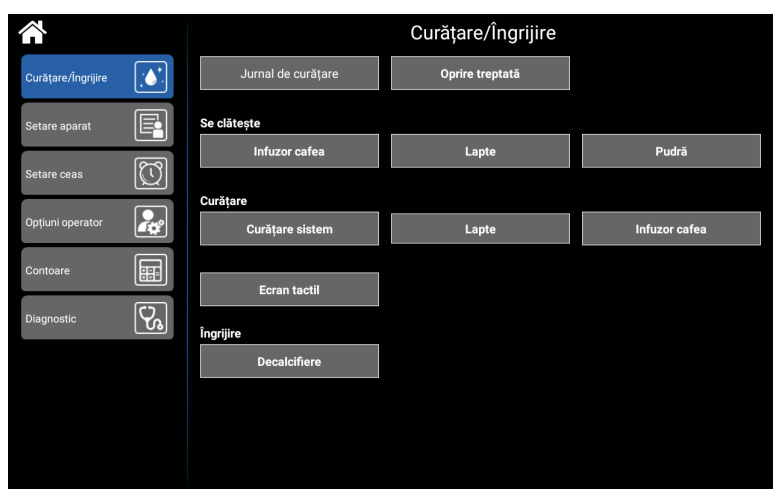 Curățare/Îngrijire
Curățare/Îngrijire
Setare aparat
Setare ceas
Opțiuni operator
Contoare
Diagnostic
Jurnal de curățare
Oprire treptată
Se clătește
Infuzor cafea
Lapte
Pudră
Curățare
Curățare sistem
Lapte
Infuzor cafea
Ecran tactil
Îngrijire
Decalcifiere